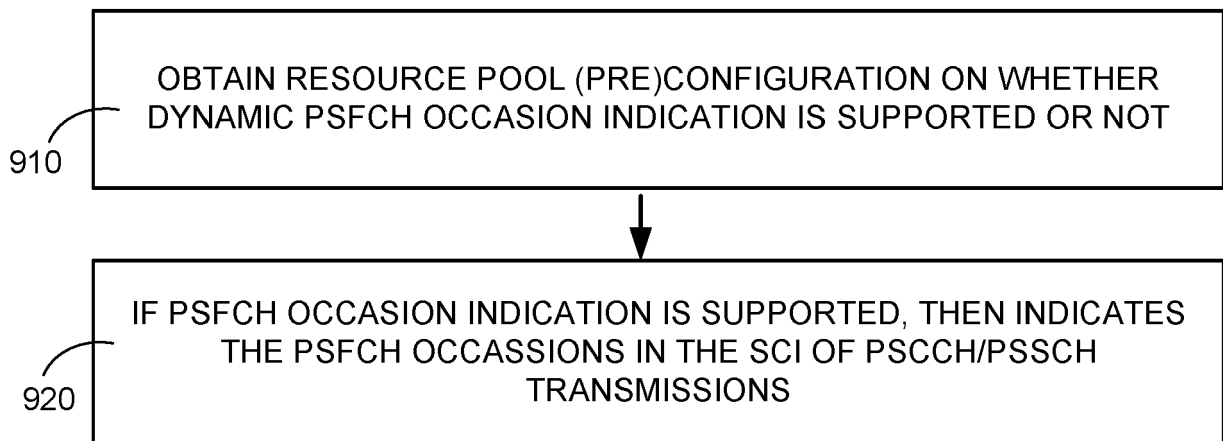 OBTAIN RESOURCE POOL (PRE)CONFIGURATION ON WHETHER
DYNAMIC PSFCH OCCASION INDICATION IS SUPPORTED OR NOT
910
IF PSFCH OCCASION INDICATION IS SUPPORTED, THEN INDICATES
THE PSFCH OCCASSIONS IN THE SCI OF PSCCH/PSSCH
TRANSMISSIONS
920